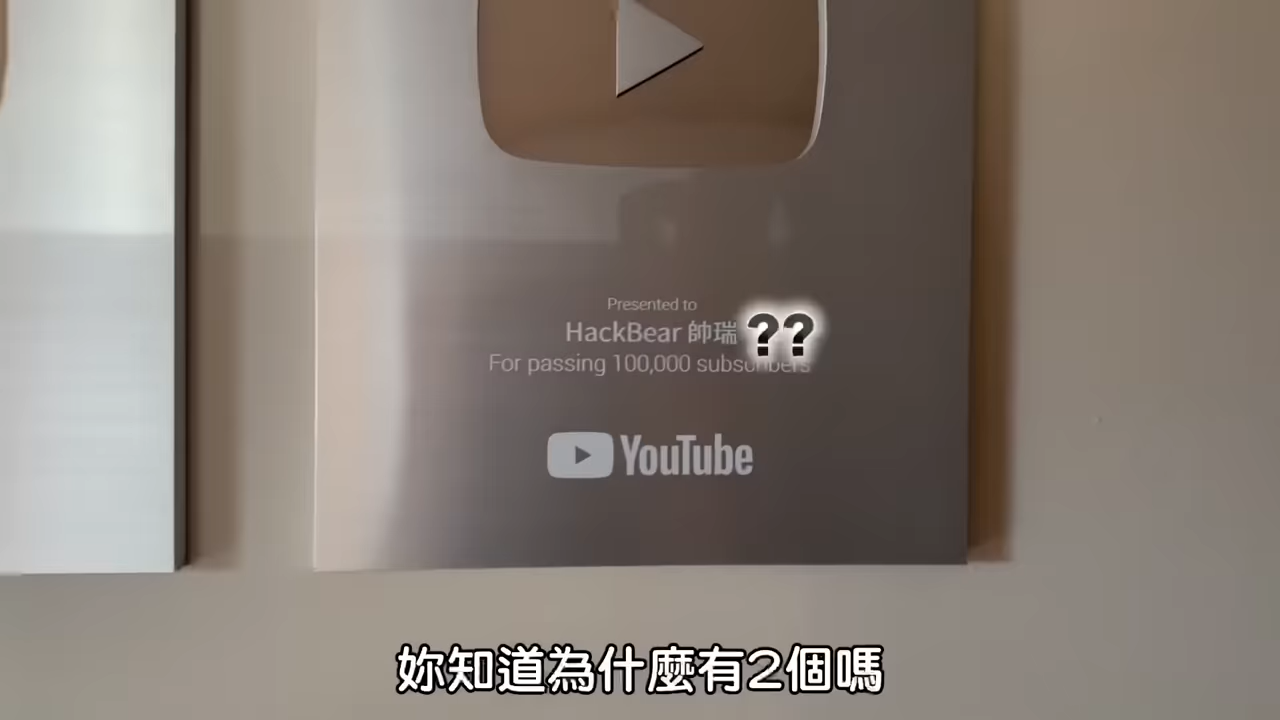 Presented to
HackBear 帥瑞??
For passing 100,000 subscribers
YouTube
妳知道為什麼有2個嗎